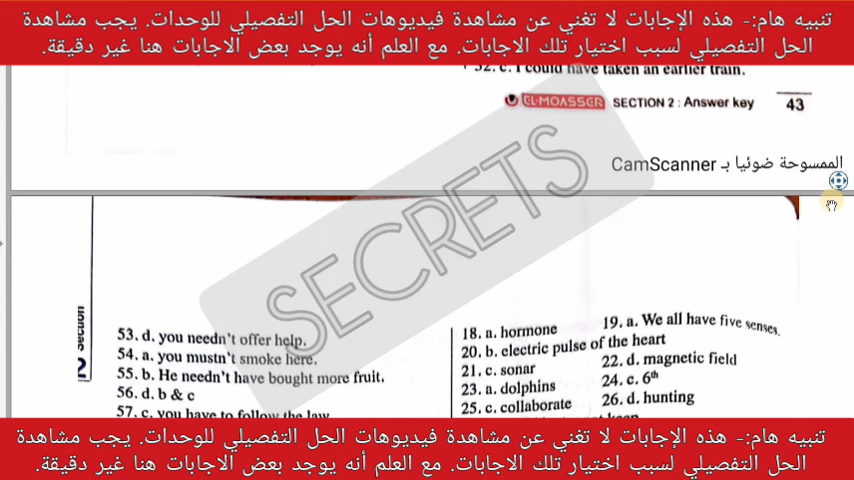 تنبيه هام:- هذه الإجابات لا تغني عن مشاهدة فيديوهات الحل التفصيلي للوحدات. يجب مشاهدة
الحل التفصيلي لسبب اختيار تلك الاجابات. مع العلم أنه يوجد بعض الاجابات هنا غير دقيقة.
52. c. I could have taken an earlier train.
EL-MOASSER SECTION 2 : Answer key 43
الممسوحة ضوئيا بـ CamScanner
SECRETS
2 Section
53. d. you needn't offer help.
54. a. you mustn't smoke here.
55. b. He needn't have bought more fruit.
56. d. b & c
57. c. you have to follow the law
18. a. hormone 19. a. We all have five senses.
20. b. electric pulse of the heart
21. c. sonar 22. d. magnetic field
23. a. dolphins 24. c. 6th
25. c. collaborate 26. d. hunting
تنبيه هام:- هذه الإجابات لا تغني عن مشاهدة فيديوهات الحل التفصيلي للوحدات. يجب مشاهدة
الحل التفصيلي لسبب اختيار تلك الاجابات. مع العلم أنه يوجد بعض الاجابات هنا غير دقيقة.